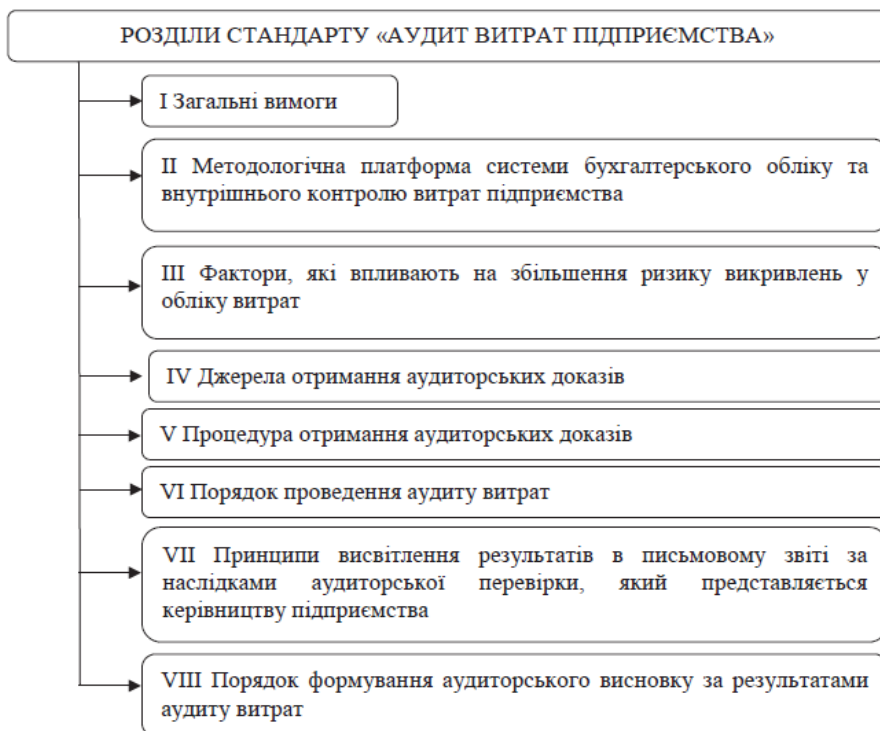 РОЗДІЛИ СТАНДАРТУ «АУДИТ ВИТРАТ ПІДПРИЄМСТВА»
I Загальні вимоги
II Методологічна платформа системи бухгалтерського обліку та
внутрішнього контролю витрат підприємства
III Фактори, які впливають на збільшення ризику викривлень у
обліку витрат
IV Джерела отримання аудиторських доказів
V Процедура отримання аудиторських доказів
VI Порядок проведення аудиту витрат
VII Принципи висвітлення результатів в письмовому звіті за
наслідками аудиторської перевірки, який представляється
керівництву підприємства
VIII Порядок формування аудиторського висновку за результатами
аудиту витрат